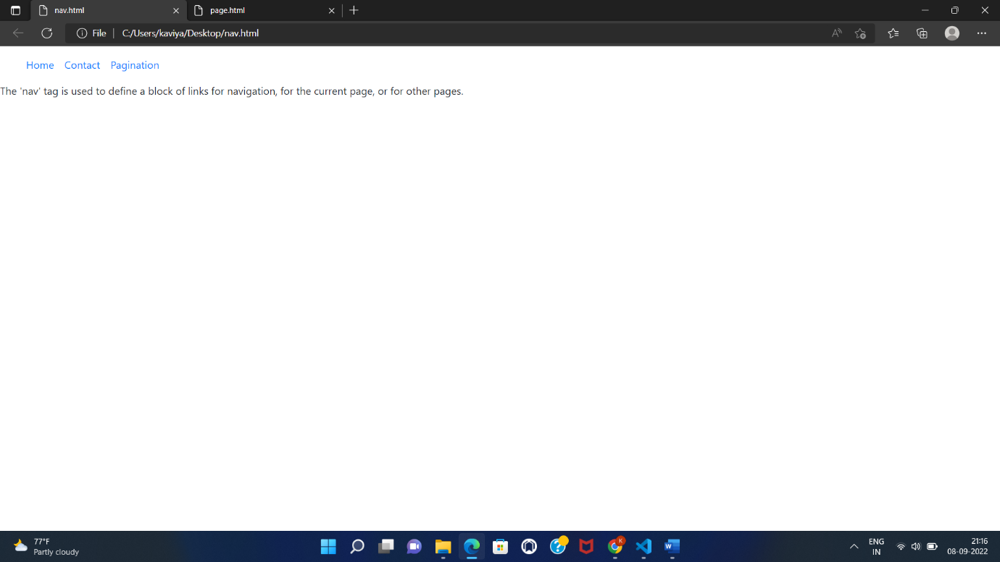 nav.html
page.html
File
C:/Users/kaviya/Desktop/nav.html
Home Contact Pagination
The 'nav' tag is used to define a block of links for navigation, for the current page, or for other pages.
77°F
Partly cloudy
K
W
ENG
IN
21:16
08-09-2022